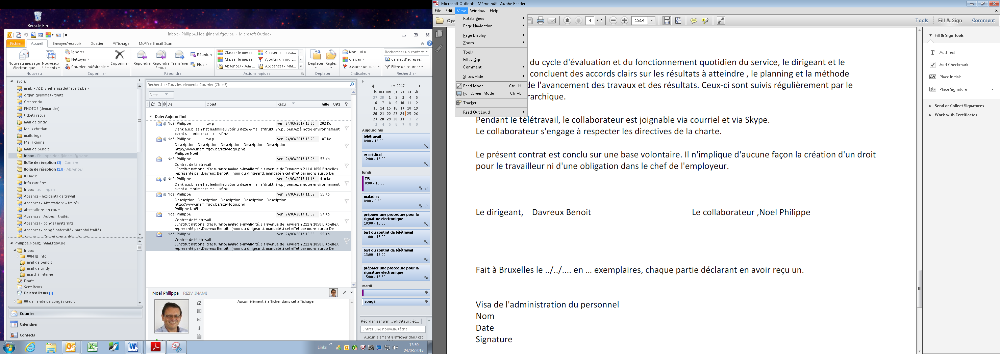 Recycle Bin
Inbox - Philippe.Noel@inami.fgov.be - Microsoft Outlook
Fichier Accueil Envoyer/recevoir Dossier Affichage McAfee E-mail Scan
Nouveau message électronique
Nouveaux éléments
Nouveau
Ignorer
Nettoyer
Courrier indésirable
Supprimer
Supprimer
Répondre
Répondre à tous
Transférer
Réunion
Plus
Répondre
Classer le messa...
Classer le messa...
Classer le messa...
Ajouter un indic...
Absences - sem ...
Abscences - Mal...
Actions rapides
Déplacer
Règles
Déplacer
Non lu/Lu
Classer
Assurer un suivi
Indicateurs
Rechercher un contact
Carnet d'adresses
Filtre de courrier
Rechercher
Favoris
mails <ASD.Sheherazade@acerta.be>
organigrammes - traité
Crescendo
PHOTOS (demandes)
tickets reçus
mail de cindy
Mails chritian
mails inge
Mails carine
mail de benoit
Inbox - Philippe.Noel@inami.fgov.be
Boîte de réception (3) - Carrière
Boîte de réception (13) - Absences
01 mess
Info carrières
Inbox - adminpers
Absence - accidents de travail
Absences - Attestations - traités
attestations en cours
Absences - Autres - traités
Absences - congés maternité
Absences - congé paternité - parental traités
Absences - Congé sans solde - traités
Philippe.Noel@inami.fgov.be
Inbox
00PHIL info
mail de benoit
mail de cindy
marché interne
Drafts
Sent Items
Deleted Items (1)
00 demande de congés credit
Courrier
Calendrier
Contacts
Rechercher Tous les éléments Courrier (Ctrl+E)
Date
De Objet Reçu Taille Caté...
Date: Aujourd'hui
Noël Philippe tw p ven. 24/03/2017 13:30 202 Ko
Denk a.u.b. aan het leefmilieu vóór u deze e-mail afdrukt. S.v.p., pensez à notre environnement
avant d'imprimer ce mail. <fin>
Noël Philippe tw p ven. 24/03/2017 13:29 187 Ko
Description : Description : Description : Description : Description :
http://www.inami.fgov.be/riziv-logo.png
Philippe Noël
Noël Philippe ven. 24/03/2017 13:26 53 Ko
Contrat de télétravail
L'Institut national d'assurance maladie-invalidité, sis avenue de Tervueren 211 à 1050 Bruxelles,
représenté par .Davreux Benoit.. (nom du dirigeant), mandaté à cet effet par monsieur Jo De
Noël Philippe ven. 24/03/2017 11:16 410 Ko
Denk a.u.b. aan het leefmilieu vóór u deze e-mail afdrukt. S.v.p., pensez à notre environnement
avant d'imprimer ce mail. <fin>
Noël Philippe ven. 24/03/2017 11:02 55 Ko
Description : Description : Description : Description : Description :
http://www.inami.fgov.be/riziv-logo.png
Philippe Noël
Noël Philippe ven. 24/03/2017 10:39 57 Ko
Contrat de télétravail
L'Institut national d'assurance maladie-invalidité, sis avenue de Tervueren 211 à 1050 Bruxelles,
représenté par .Davreux Benoit.. (nom du dirigeant), mandaté à cet effet par monsieur Jo De
Noël Philippe ven. 24/03/2017 10:35 55 Ko
Contrat de télétravail
L'Institut national d'assurance maladie-invalidité, sis avenue de Tervueren 211 à 1050 Bruxelles,
représenté par .Davreux Benoit.. (nom du dirigeant), mandaté à cet effet par monsieur Jo De
Noël Philippe RIZIV-INAMI
Aucun élément à afficher dans cet affichage.
mars 2017
lu ma me je ve sa di
27 28 1 2 3 4 5
6 7 8 9 10 11 12
13 14 15 16 17 18 19
20 21 22 23 24 25 26
27 28 29 30 31 1 2
3 4 5 6 7 8 9
Aujourd'hui
télétravail
8:00 - 16:00
rv médical
12:00 - 16:00
lundi
TW
8:00 - 16:00
maladies
8:00 - 9:30
préparer une procedure pour la
signature electronique
10:00 - 10:30
test du contrat de télétravail
11:00 - 13:00
test du contrat de télétravail
13:00 - 15:00
préparer une procedure pour la
signature electronique
15:00 - 15:30
mardi
congé
Réorganiser par : Indicateur : éc...
Entrez une nouvelle tâche
Aucun élément à afficher dans cet
Links
13:59
24/03/2017
Microsoft Outlook - Mémo.pdf - Adobe Reader
File Edit View Window Help
Ope
4 / 4
153%
Tools Fill & Sign Comment
Rotate View
Page Navigation
Page Display
Zoom
Tools
Fill & Sign
Comment
Show/Hide
Read Mode Ctrl+H
Full Screen Mode Ctrl+L
Tracker...
Read Out Loud
du cycle d'évaluation et du fonctionnement quotidien du service, le dirigeant et le
concluent des accords clairs sur les résultats à atteindre , le planning et la méthode
de l'avancement des travaux et des résultats. Ceux-ci sont suivis régulièrement par le
rarchique.
Pendant le télétravail, le collaborateur est joignable via courriel et via Skype.
Le collaborateur s'engage à respecter les directives de la charte.
Le présent contrat est conclu sur une base volontaire. Il n'implique d'aucune façon la création d'un droit
pour le travailleur ni d'une obligation dans le chef de l'employeur.
Le dirigeant, Davreux Benoit Le collaborateur ,Noel Philippe
Fait à Bruxelles le ../../.... en ... exemplaires, chaque partie déclarant en avoir reçu un.
Visa de l'administration du personnel
Nom
Date
Signature
Fill & Sign Tools
Add Text
Add Checkmark
Place Initials
Place Signature
Send or Collect Signatures
Work with Certificates